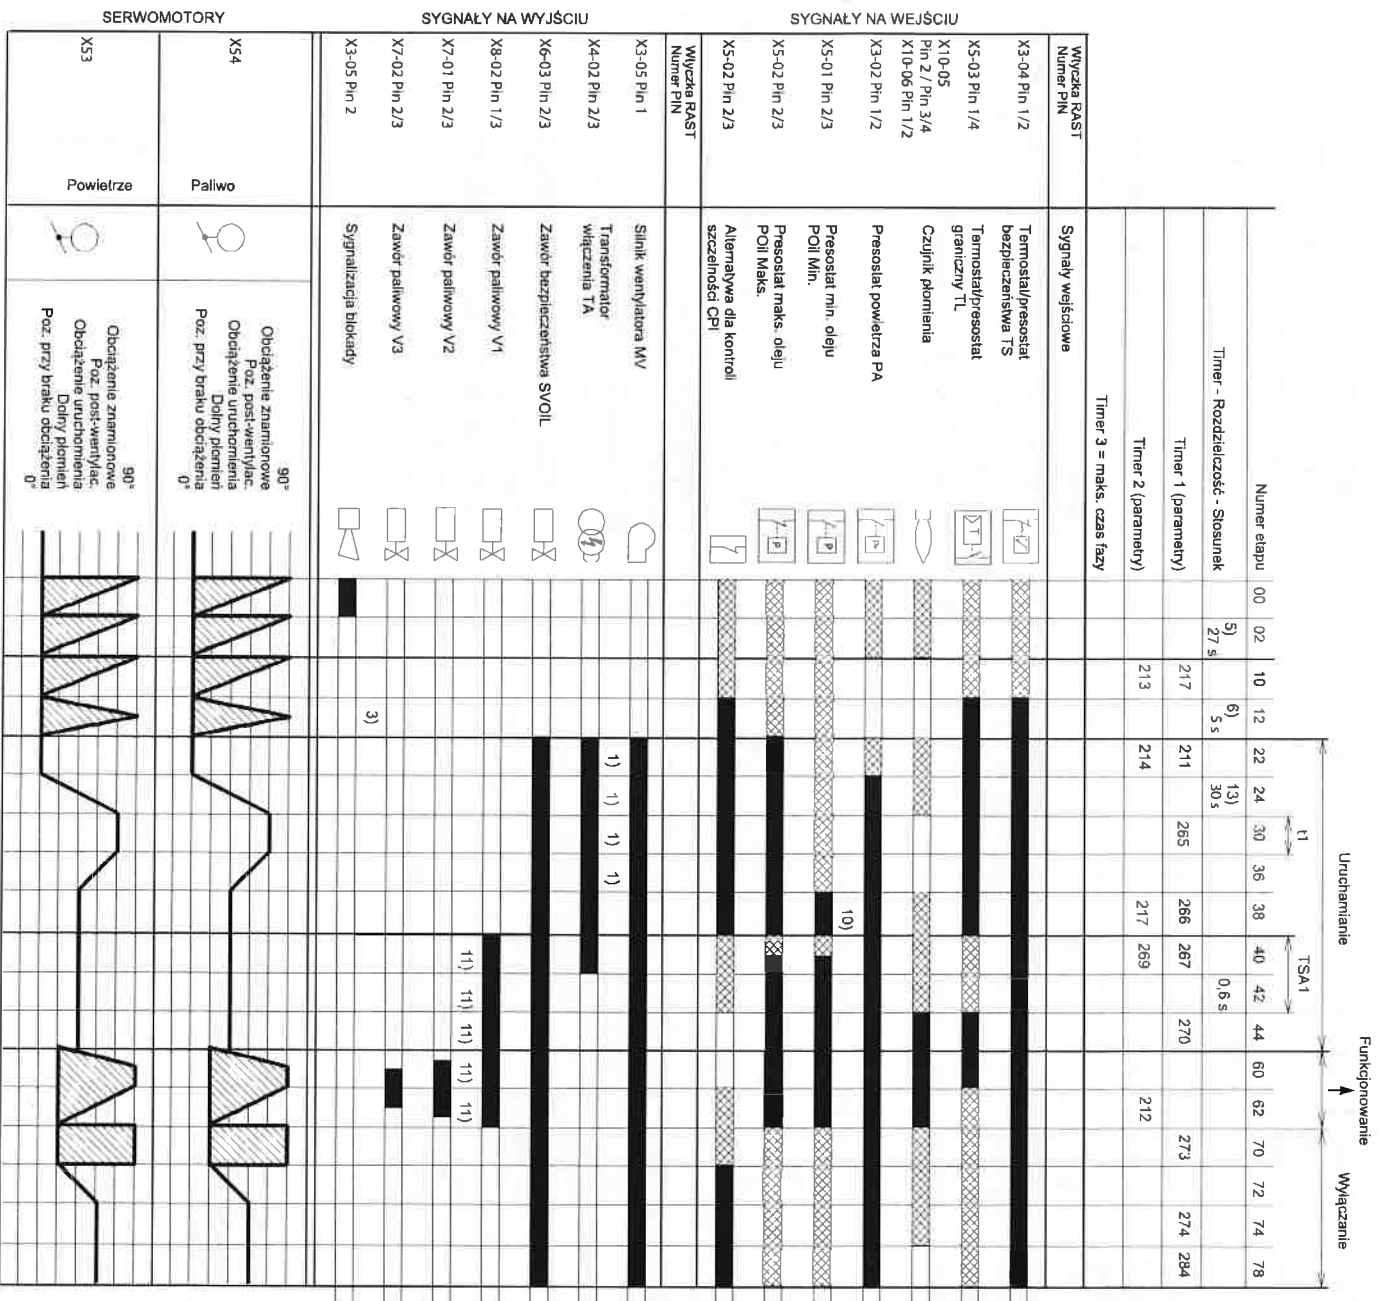 Uruchamianie
Funkcjonowanie
Wyłączanie
t1
TSA1
Numer etapu 00 02 10 12 22 24 30 36 38 40 42 44 60 62 70 72 74 78
Timer - Rozdzielczość - Stosunek 5) 27 s 6) 5 s 13) 30 s 0,6 s
Timer 1 (parametry) 217 211 265 266 267 270 273 274 284
Timer 2 (parametry) 213 214 217 269 212
Timer 3 = maks. czas fazy
SYGNAŁY NA WEJŚCIU
Wtyczka RAST
Numer PIN
Sygnały wejściowe
X3-04 Pin 1/2
Termostat/presostat
bezpieczeństwa TS
X5-03 Pin 1/4
Termostat/presostat
graniczny TL
X10-05
Pin 2 / Pin 3/4
X10-06 Pin 1/2
Czujnik płomienia
X3-02 Pin 1/2
Presostat powietrza PA
X5-01 Pin 2/3
Presostat min. oleju
POil Min.
10)
X5-02 Pin 2/3
Presostat maks. oleju
POil Maks.
X5-02 Pin 2/3
Alternatywa dla kontroli
szczelności CPI
SYGNAŁY NA WYJŚCIU
Wtyczka RAST
Numer PIN
X3-05 Pin 1
Silnik wentylatora MV
1) 1) 1) 1)
X4-02 Pin 2/3
Transformator
włączenia TA
X6-03 Pin 2/3
Zawór bezpieczeństwa SVOIL
X8-02 Pin 1/3
Zawór paliwowy V1
11) 11) 11) 11) 11)
X7-01 Pin 2/3
Zawór paliwowy V2
X7-02 Pin 2/3
Zawór paliwowy V3
3)
X3-05 Pin 2
Sygnalizacja blokady
SERWOMOTORY
X54
Paliwo
90°
Obciążenie znamionowe
Poz. post-wentylac.
Obciążenie uruchomienia
Dolny płomień
Poz. przy braku obciążenia
0°
X53
Powietrze
90°
Obciążenie znamionowe
Poz. post-wentylac.
Obciążenie uruchomienia
Dolny płomień
Poz. przy braku obciążenia
0°